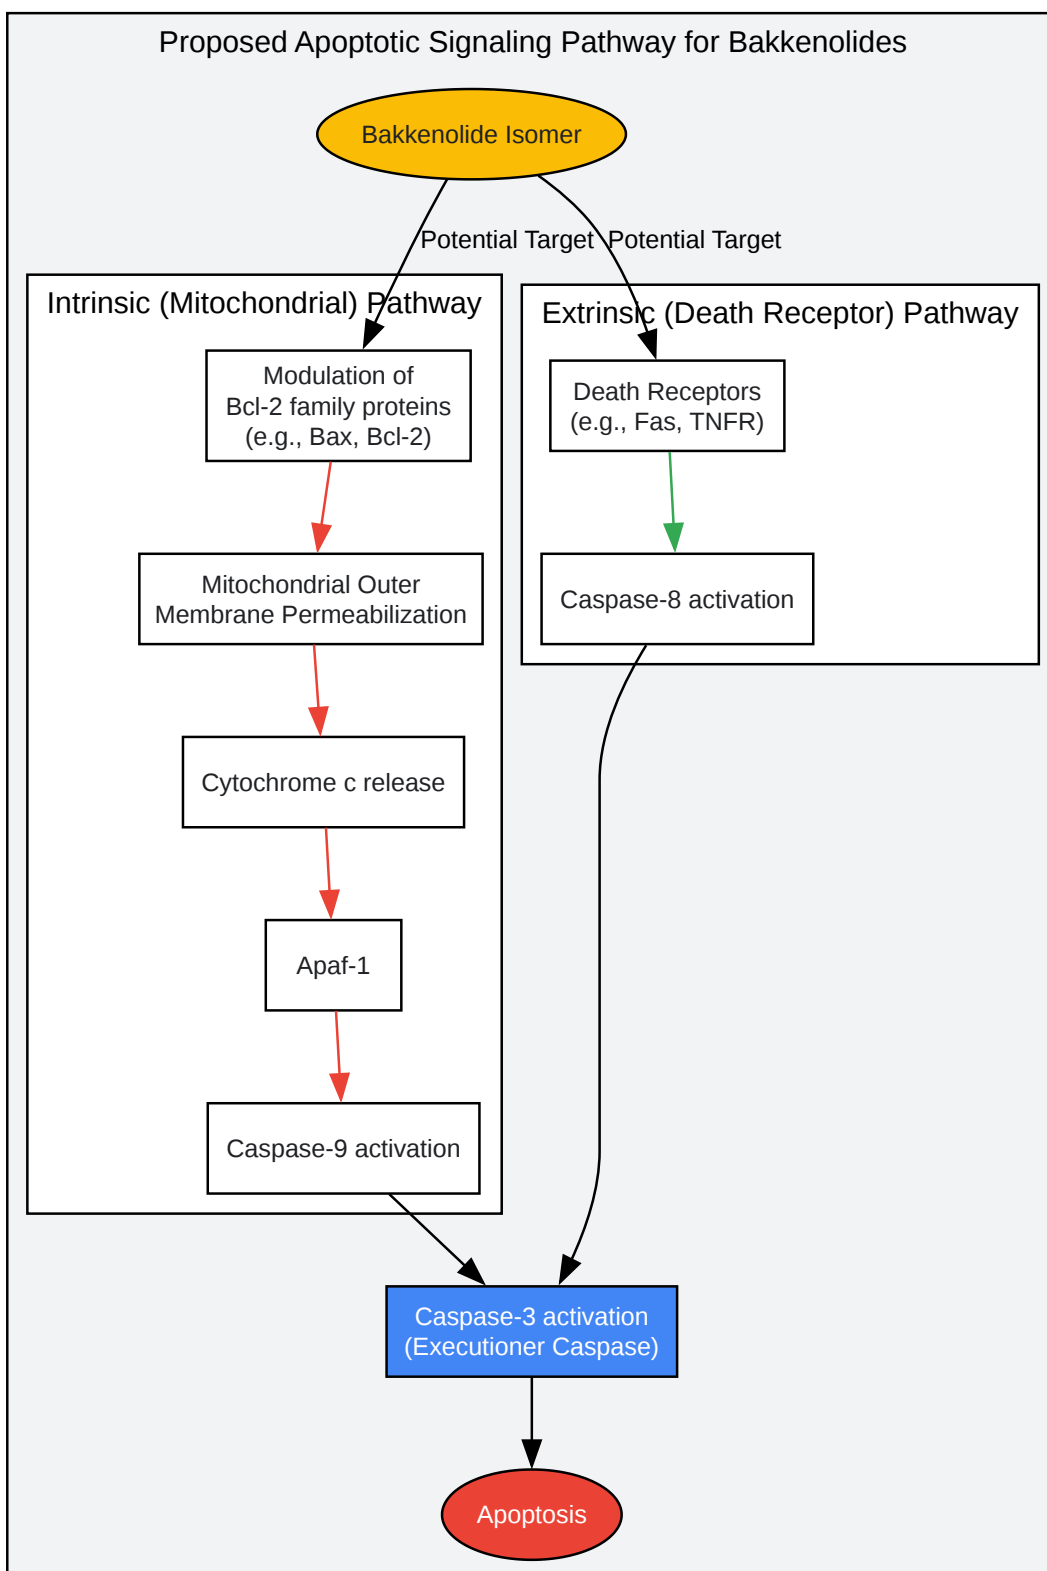 Proposed Apoptotic Signaling Pathway for Bakkenolides
Bakkenolide Isomer
Potential Target
Potential Target
Intrinsic (Mitochondrial) Pathway
Extrinsic (Death Receptor) Pathway
Modulation of
Bcl-2 family proteins
(e.g., Bax, Bcl-2)
Death Receptors
(e.g., Fas, TNFR)
Mitochondrial Outer
Membrane Permeabilization
Caspase-8 activation
Cytochrome c release
Apaf-1
Caspase-9 activation
Caspase-3 activation
(Executioner Caspase)
Apoptosis